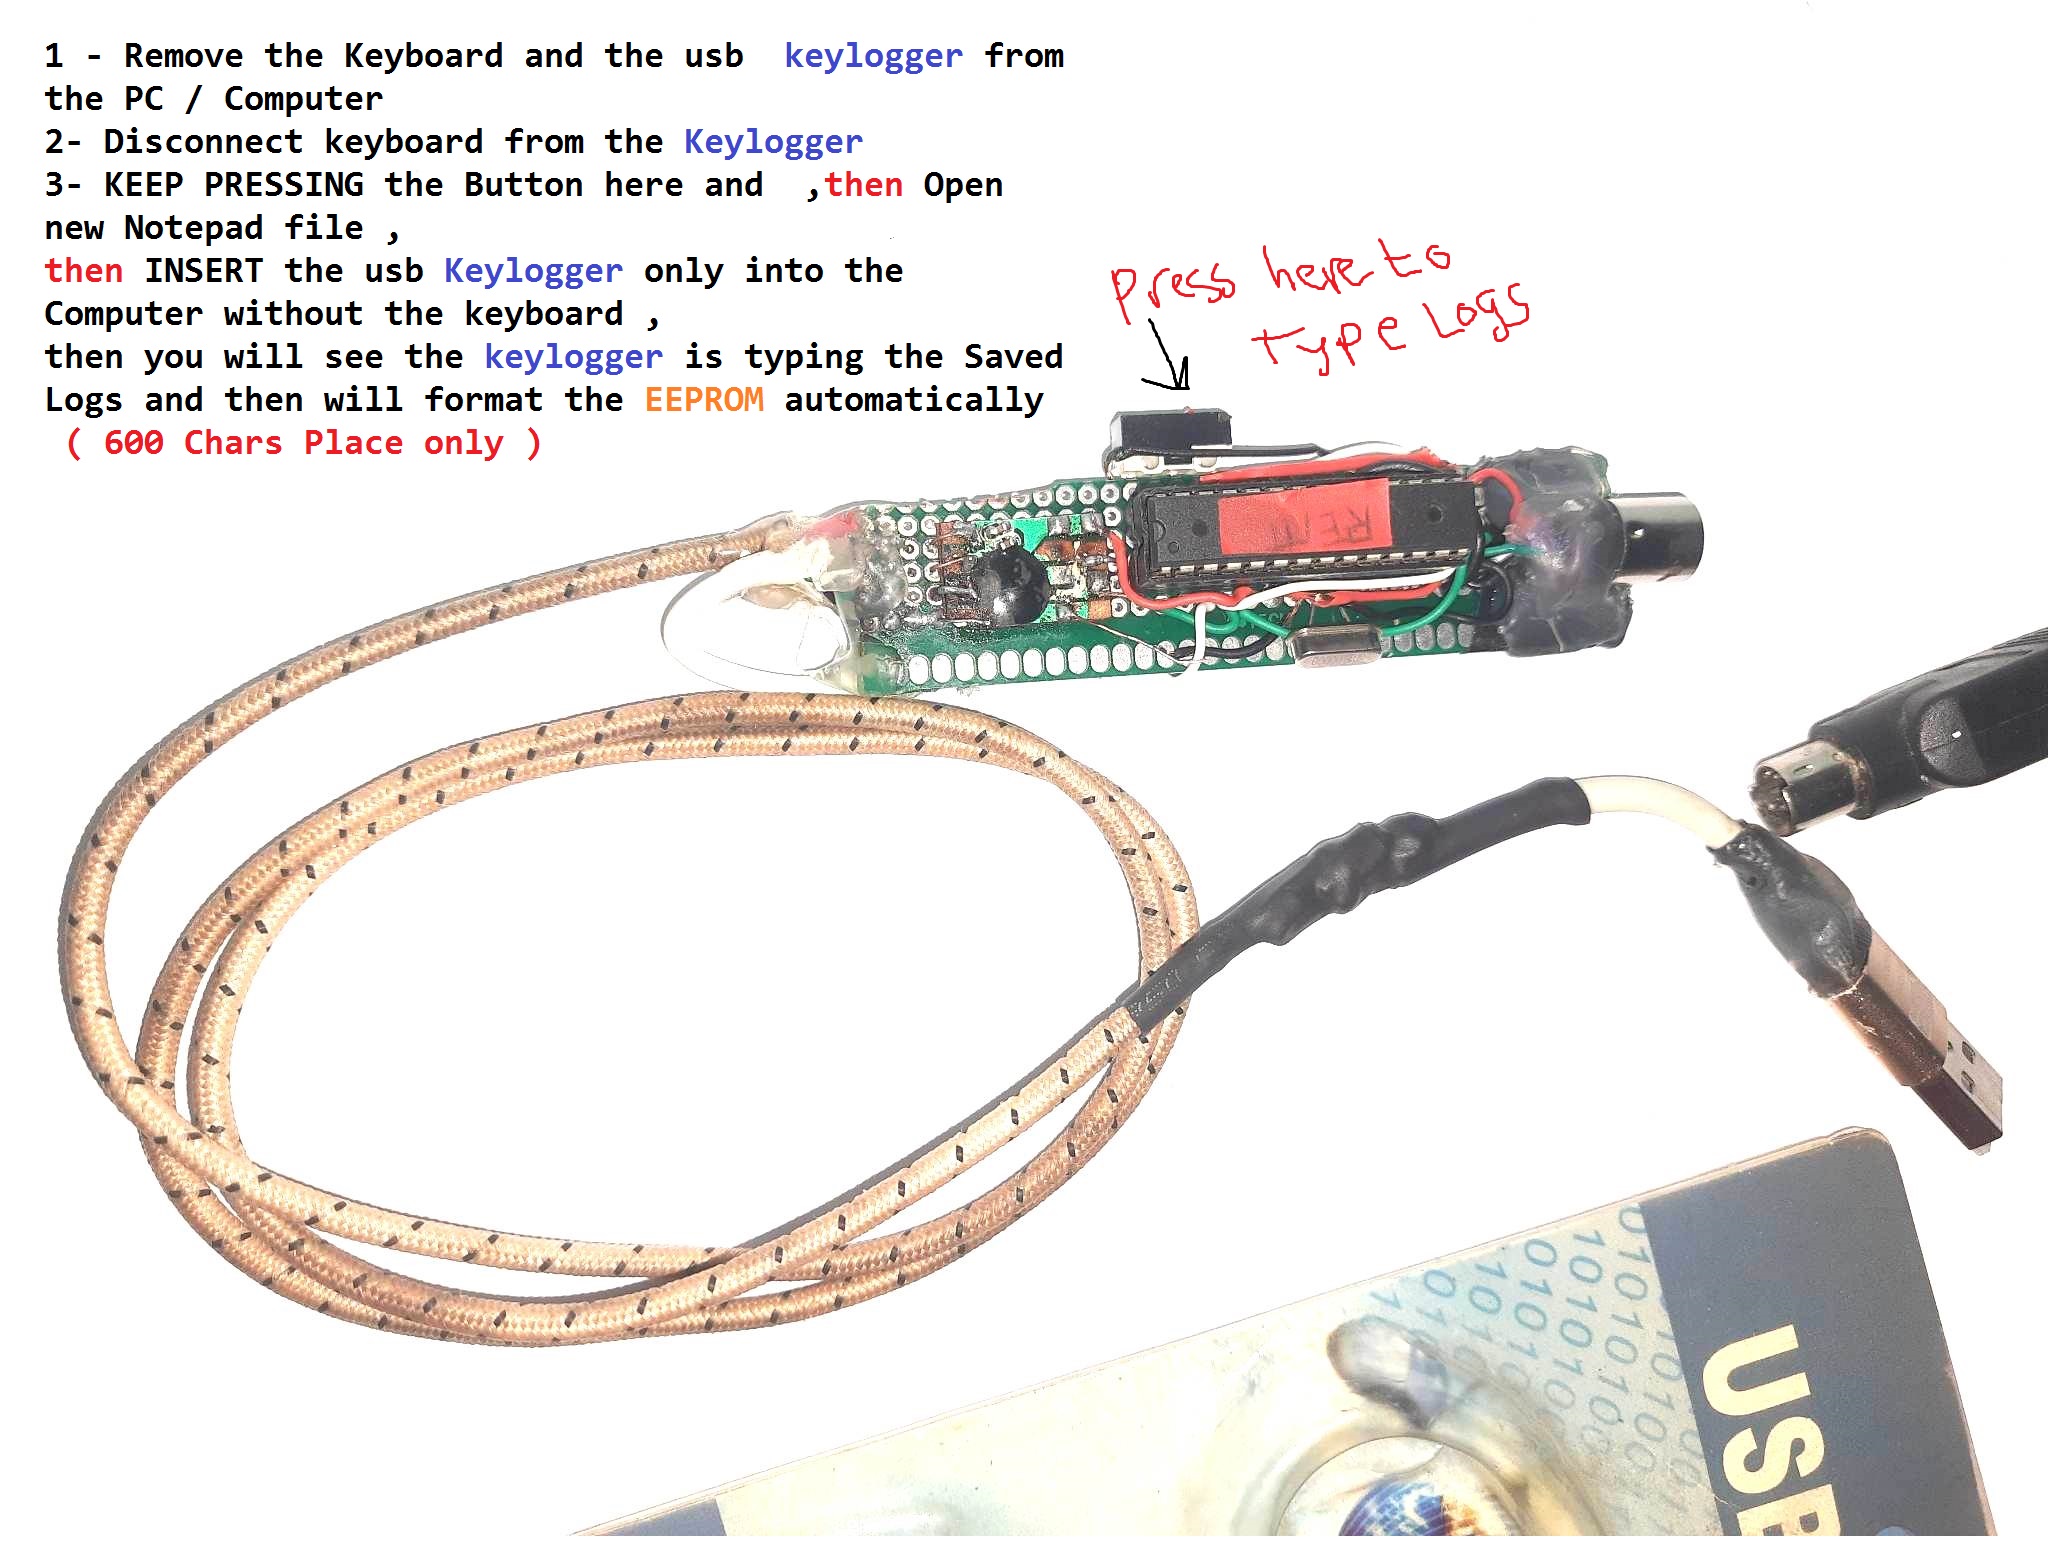 1 - Remove the Keyboard and the usb  keylogger from
the PC / Computer
2- Disconnect keyboard from the Keylogger
3- KEEP PRESSING the Button here and  ,then Open
new Notepad file ,
then INSERT the usb Keylogger only into the
Computer without the keyboard ,
then you will see the keylogger is typing the Saved
Logs and then will format the EEPROM automatically
( 600 Chars Place only )
Press here to
type Logs
REM
USB